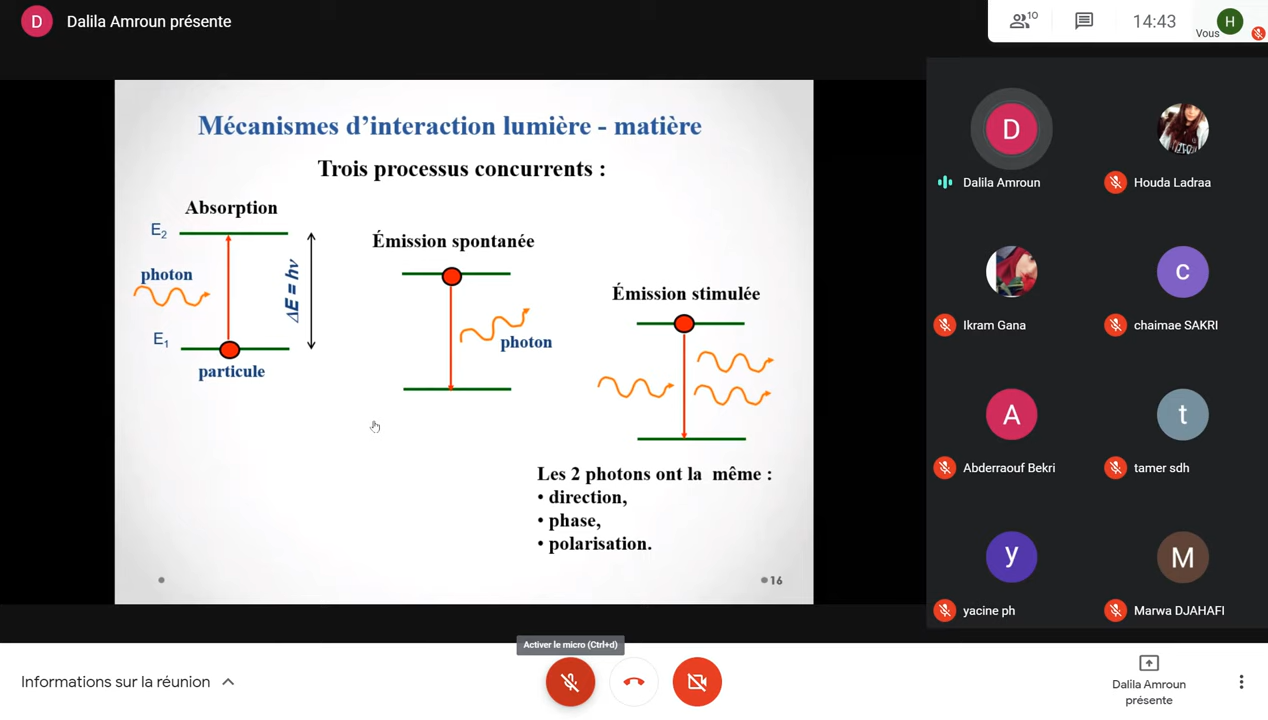 D
Dalila Amroun présente
10
14:43
Vous
H
Mécanismes d’interaction lumière - matière
Trois processus concurrents :
Absorption
E2
photon
ΔE = hν
E1
particule
Émission spontanée
photon
Émission stimulée
Les 2 photons ont la même :
• direction,
• phase,
• polarisation.
16
D
Dalila Amroun
Houda Ladraa
Ikram Gana
c
chaimae SAKRI
A
Abderraouf Bekri
t
tamer sdh
y
yacine ph
M
Marwa DJAHAFI
Activer le micro (Ctrl+d)
Informations sur la réunion
Dalila Amroun
présente